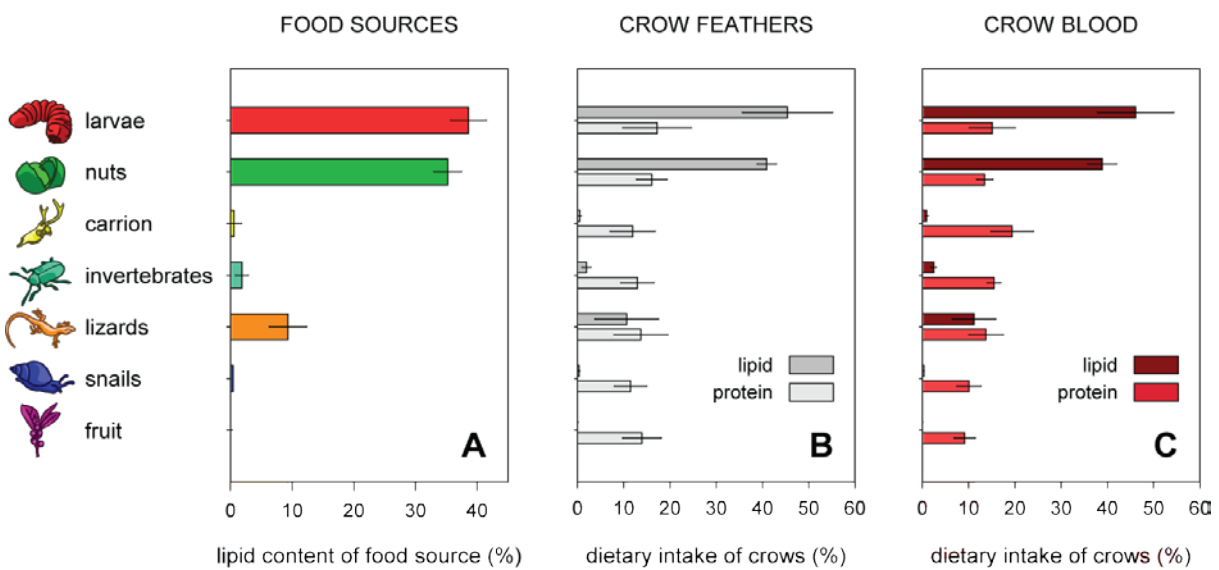 FOOD SOURCES
CROW FEATHERS
CROW BLOOD
larvae
nuts
carrion
invertebrates
lizards
snails
fruit
A
lipid
protein
B
lipid
protein
C
0 10 20 30 40
0 10 20 30 40 50 60
0 10 20 30 40 50 60
lipid content of food source (%)
dietary intake of crows (%)
dietary intake of crows (%)